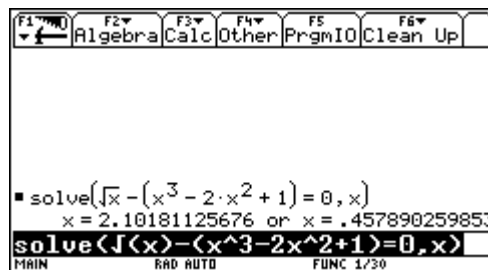 F1 F2 F3 F4 F5 F6
Algebra Calc Other PrgmIO Clean Up
▪ solve(√x − (x³ − 2·x² + 1) = 0, x)
x = 2.10181125676 or x = .457890259853
solve(√(x)-(x^3-2x^2+1)=0,x)
MAIN RAD AUTO FUNC 1/30